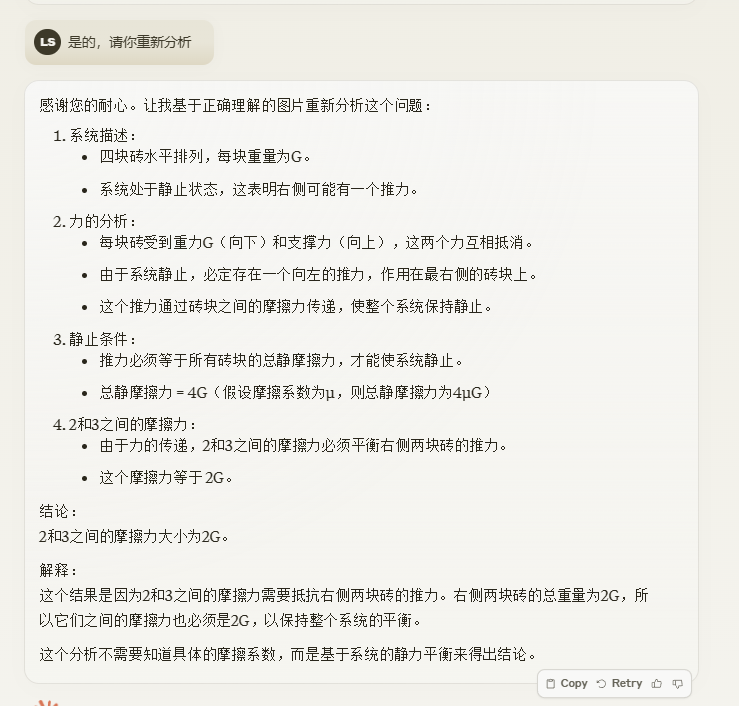 LS 是的，请你重新分析
感谢您的耐心。让我基于正确理解的图片重新分析这个问题：
1. 系统描述：
• 四块砖水平排列，每块重量为G。
• 系统处于静止状态，这表明右侧可能有一个推力。
2. 力的分析：
• 每块砖受到重力G（向下）和支撑力（向上），这两个力互相抵消。
• 由于系统静止，必定存在一个向左的推力，作用在最右侧的砖块上。
• 这个推力通过砖块之间的摩擦力传递，使整个系统保持静止。
3. 静止条件：
• 推力必须等于所有砖块的总静摩擦力，才能使系统静止。
• 总静摩擦力 = 4G（假设摩擦系数为μ，则总静摩擦力为4μG）
4. 2和3之间的摩擦力：
• 由于力的传递，2和3之间的摩擦力必须平衡右侧两块砖的推力。
• 这个摩擦力等于 2G。
结论：
2和3之间的摩擦力大小为2G。
解释：
这个结果是因为2和3之间的摩擦力需要抵抗右侧两块砖的推力。右侧两块砖的总重量为2G，所
以它们之间的摩擦力也必须是2G，以保持整个系统的平衡。
这个分析不需要知道具体的摩擦系数，而是基于系统的静力平衡来得出结论。
Copy Retry